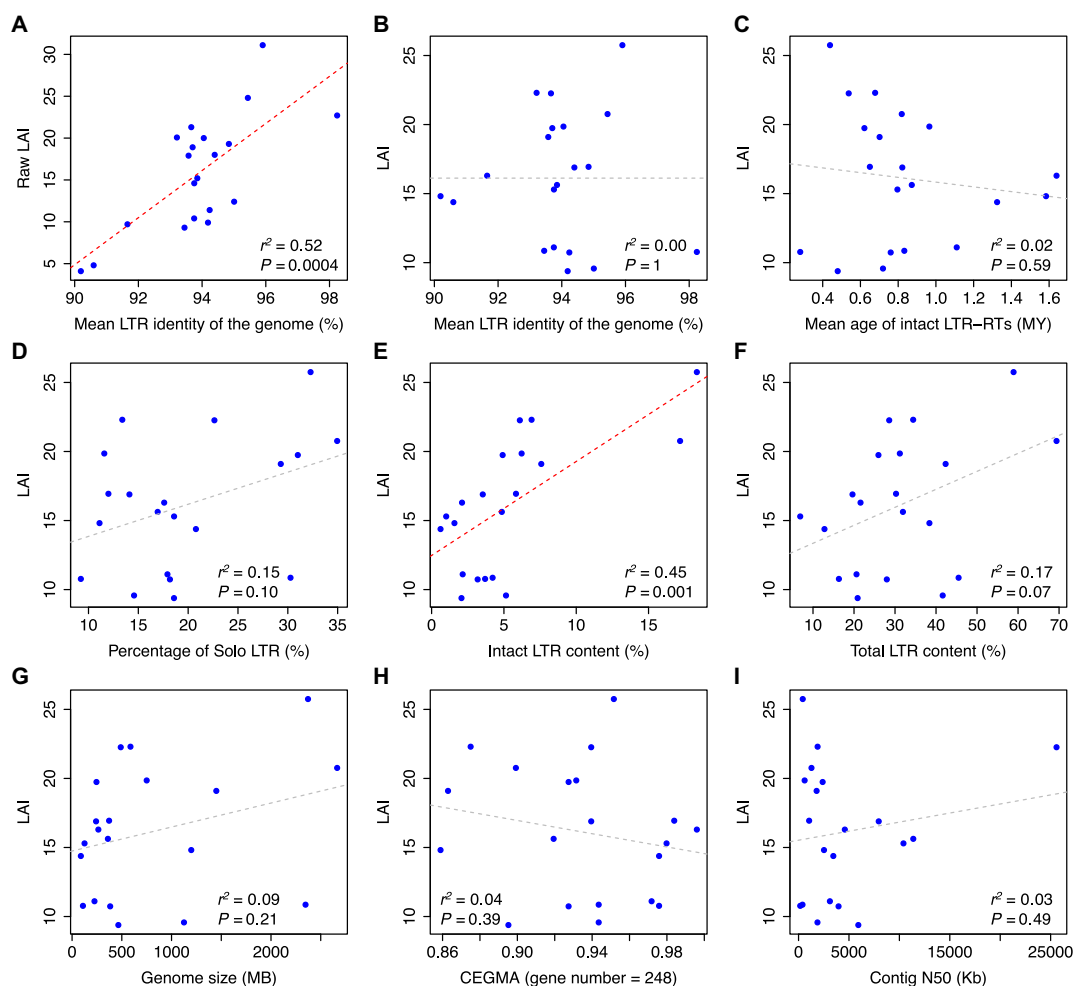 A
Raw LAI
30
25
20
15
10
5
90 92 94 96 98
r² = 0.52
P = 0.0004
Mean LTR identity of the genome (%)
B
LAI
25
20
15
10
90 92 94 96 98
r² = 0.00
P = 1
Mean LTR identity of the genome (%)
C
LAI
25
20
15
10
0.4 0.6 0.8 1.0 1.2 1.4 1.6
r² = 0.02
P = 0.59
Mean age of intact LTR−RTs (MY)
D
LAI
25
20
15
10
10 15 20 25 30 35
r² = 0.15
P = 0.10
Percentage of Solo LTR (%)
E
LAI
25
20
15
10
0 5 10 15
r² = 0.45
P = 0.001
Intact LTR content (%)
F
LAI
25
20
15
10
10 20 30 40 50 60 70
r² = 0.17
P = 0.07
Total LTR content (%)
G
LAI
25
20
15
10
0 500 1000 2000
r² = 0.09
P = 0.21
Genome size (MB)
H
LAI
25
20
15
10
0.86 0.90 0.94 0.98
r² = 0.04
P = 0.39
CEGMA (gene number = 248)
I
LAI
25
20
15
10
0 5000 10000 15000 25000
r² = 0.03
P = 0.49
Contig N50 (Kb)